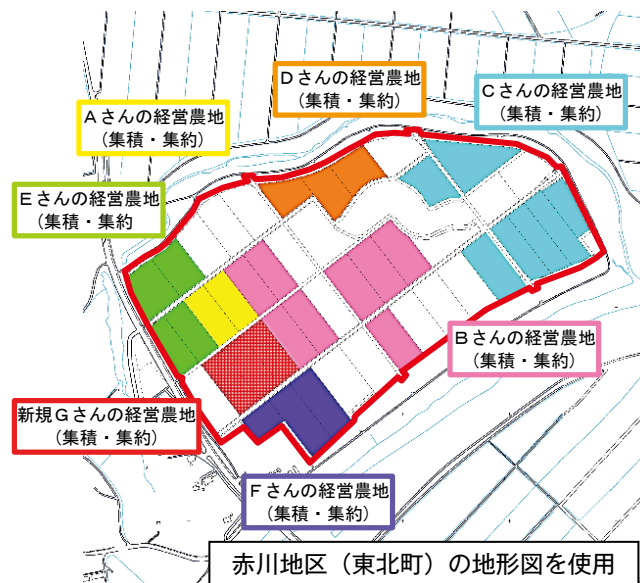 Dさんの経営農地
(集積・集約)
Cさんの経営農地
(集積・集約)
Aさんの経営農地
(集積・集約)
Eさんの経営農地
(集積・集約
Bさんの経営農地
(集積・集約)
新規Gさんの経営農地
(集積・集約)
Fさんの経営農地
(集積・集約)
赤川地区(東北町)の地形図を使用